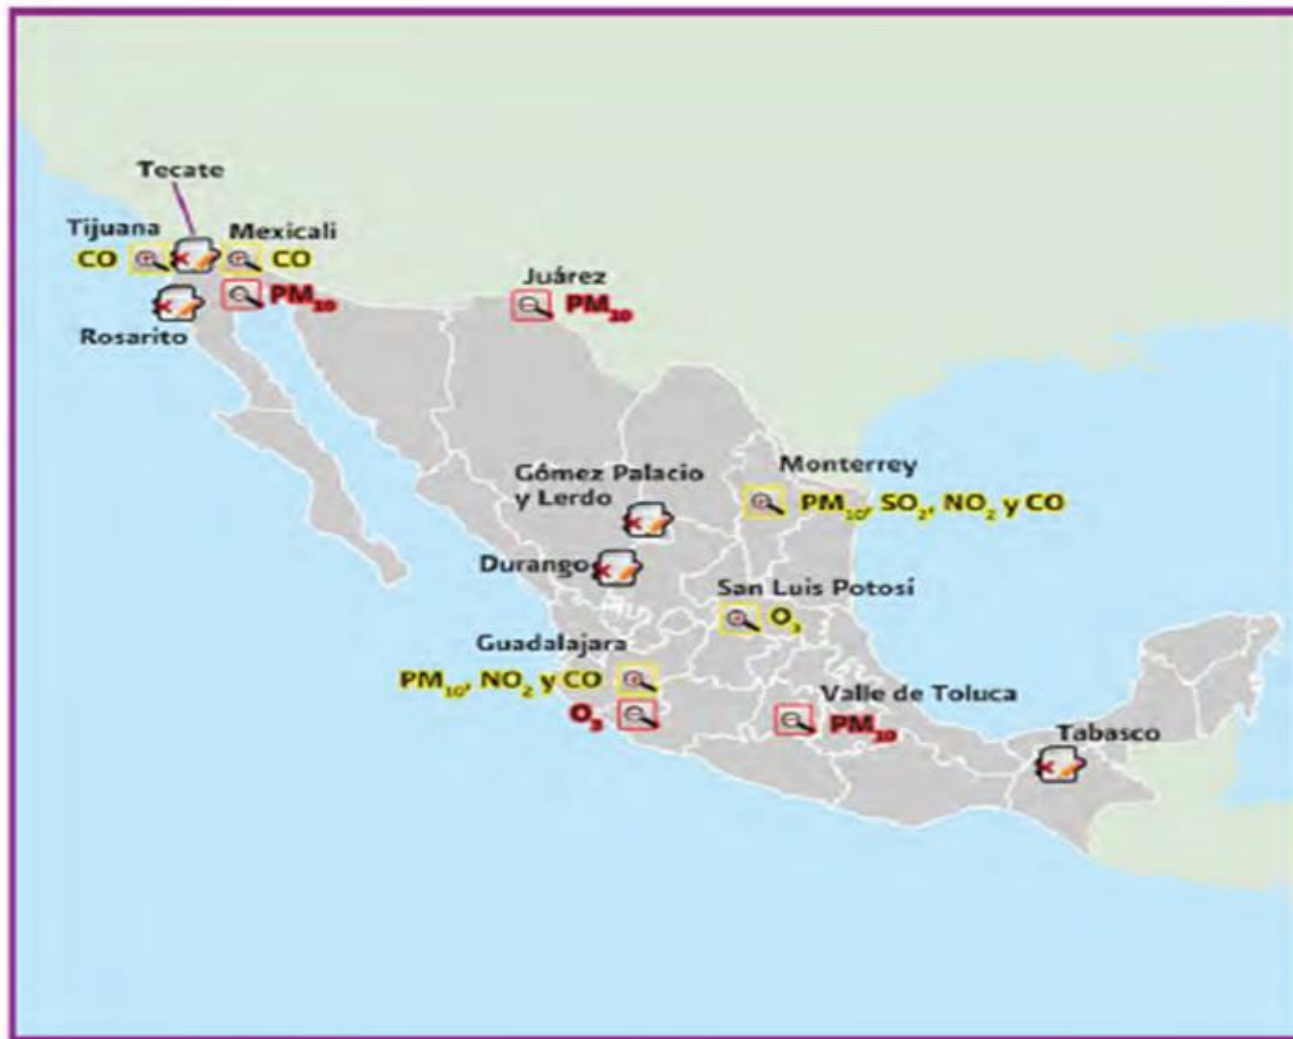 Tecate
Tijuana
Mexicali
CO
CO
PM₁₀
Rosarito
Juárez
PM₁₀
Gómez Palacio
y Lerdo
Monterrey
PM₁₀, SO₂, NO₂ y CO
Durango
San Luis Potosí
O₃
Guadalajara
PM₁₀, NO₂ y CO
O₃
Valle de Toluca
PM₁₀
Tabasco